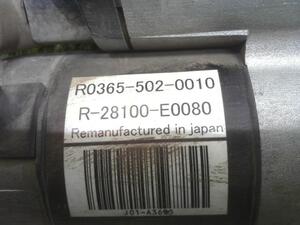 R0365-502-0010
R-28100-E0080
Remanufactured in japan